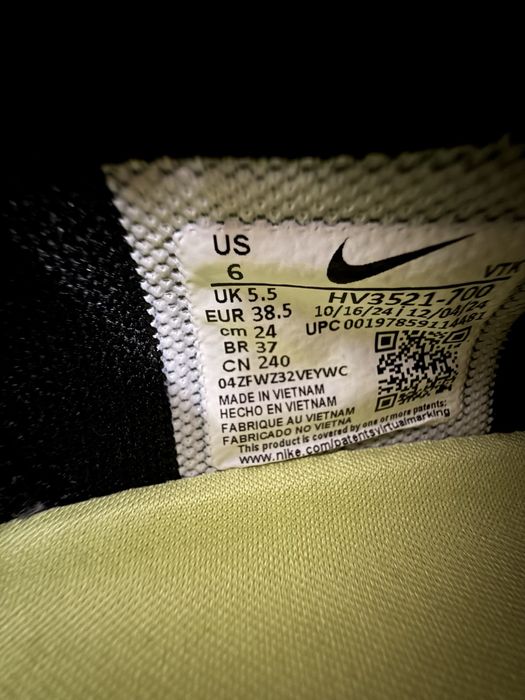 US
6
UK 5.5
EUR 38.5
cm 24
BR 37
CN 240
VTK
HV3521-700
10/16/24 | 12/04/24
UPC 00197859114481
04ZFWZ32VEYWC
MADE IN VIETNAM
HECHO EN VIETNAM
FABRIQUE AU VIETNAM
FABRICADO NO VIETNA
This product is covered by one or more patents:
www.nike.com/patentsvirtualmarking